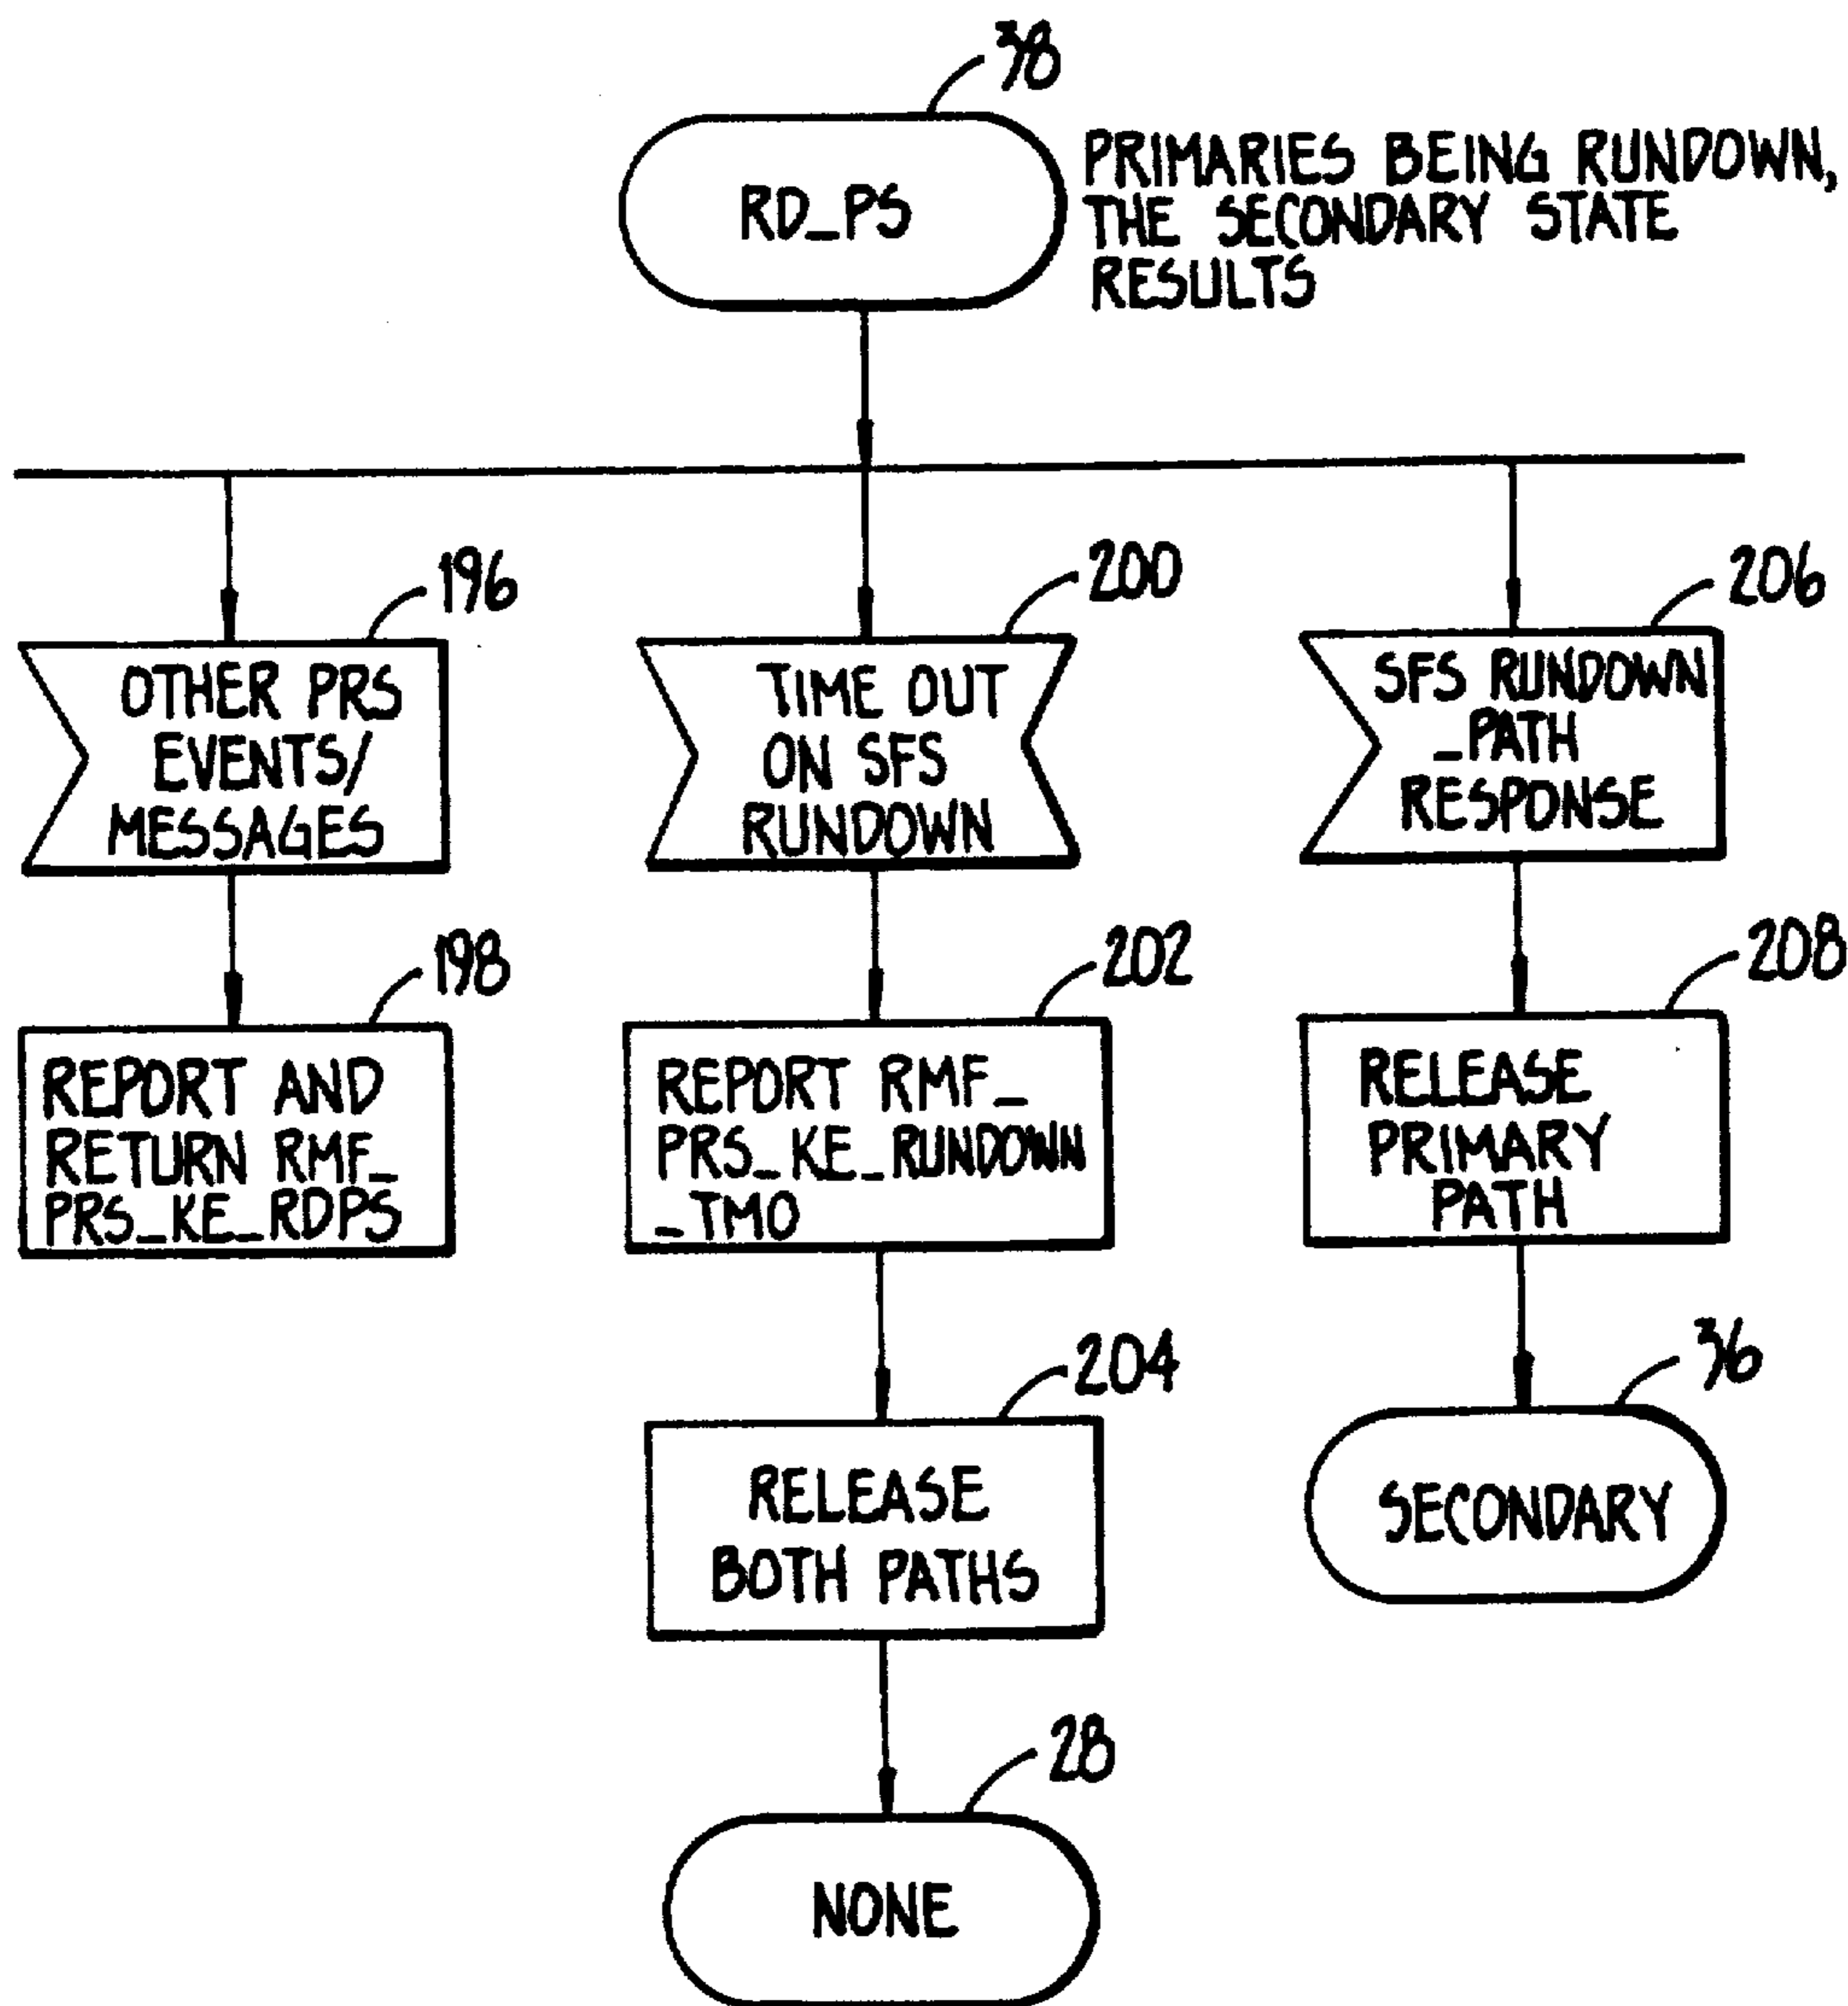 38
RD_PS
PRIMARIES BEING RUNDOWN,
THE SECONDARY STATE
RESULTS
196
OTHER PRS
EVENTS/
MESSAGES
200
TIME OUT
ON SFS
RUNDOWN
206
SFS RUNDOWN
_PATH
RESPONSE
198
REPORT AND
RETURN RMF_
PRS_KE_RDPS
202
REPORT RMF_
PRS_KE_RUNDOWN
_TMO
208
RELEASE
PRIMARY
PATH
204
RELEASE
BOTH PATHS
36
SECONDARY
28
NONE